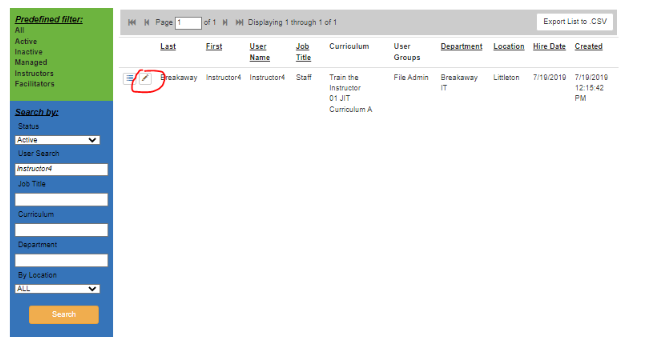 Predefined filter:
All
Active
Inactive
Managed
Instructors
Facilitators
Search by:
Status
Active
User Search
Instructor4
Job Title
Curriculum
Department
By Location
ALL
Search
Page 1 of 1 Displaying 1 through 1 of 1
Export List to .CSV
Last First User Name Job Title Curriculum User Groups Department Location Hire Date Created
Breakaway Instructor4 Instructor4 Staff Train the File Admin Breakaway Littleton 7/19/2019 7/19/2019
Instructor IT 12:15:42
01 JIT PM
Curriculum A